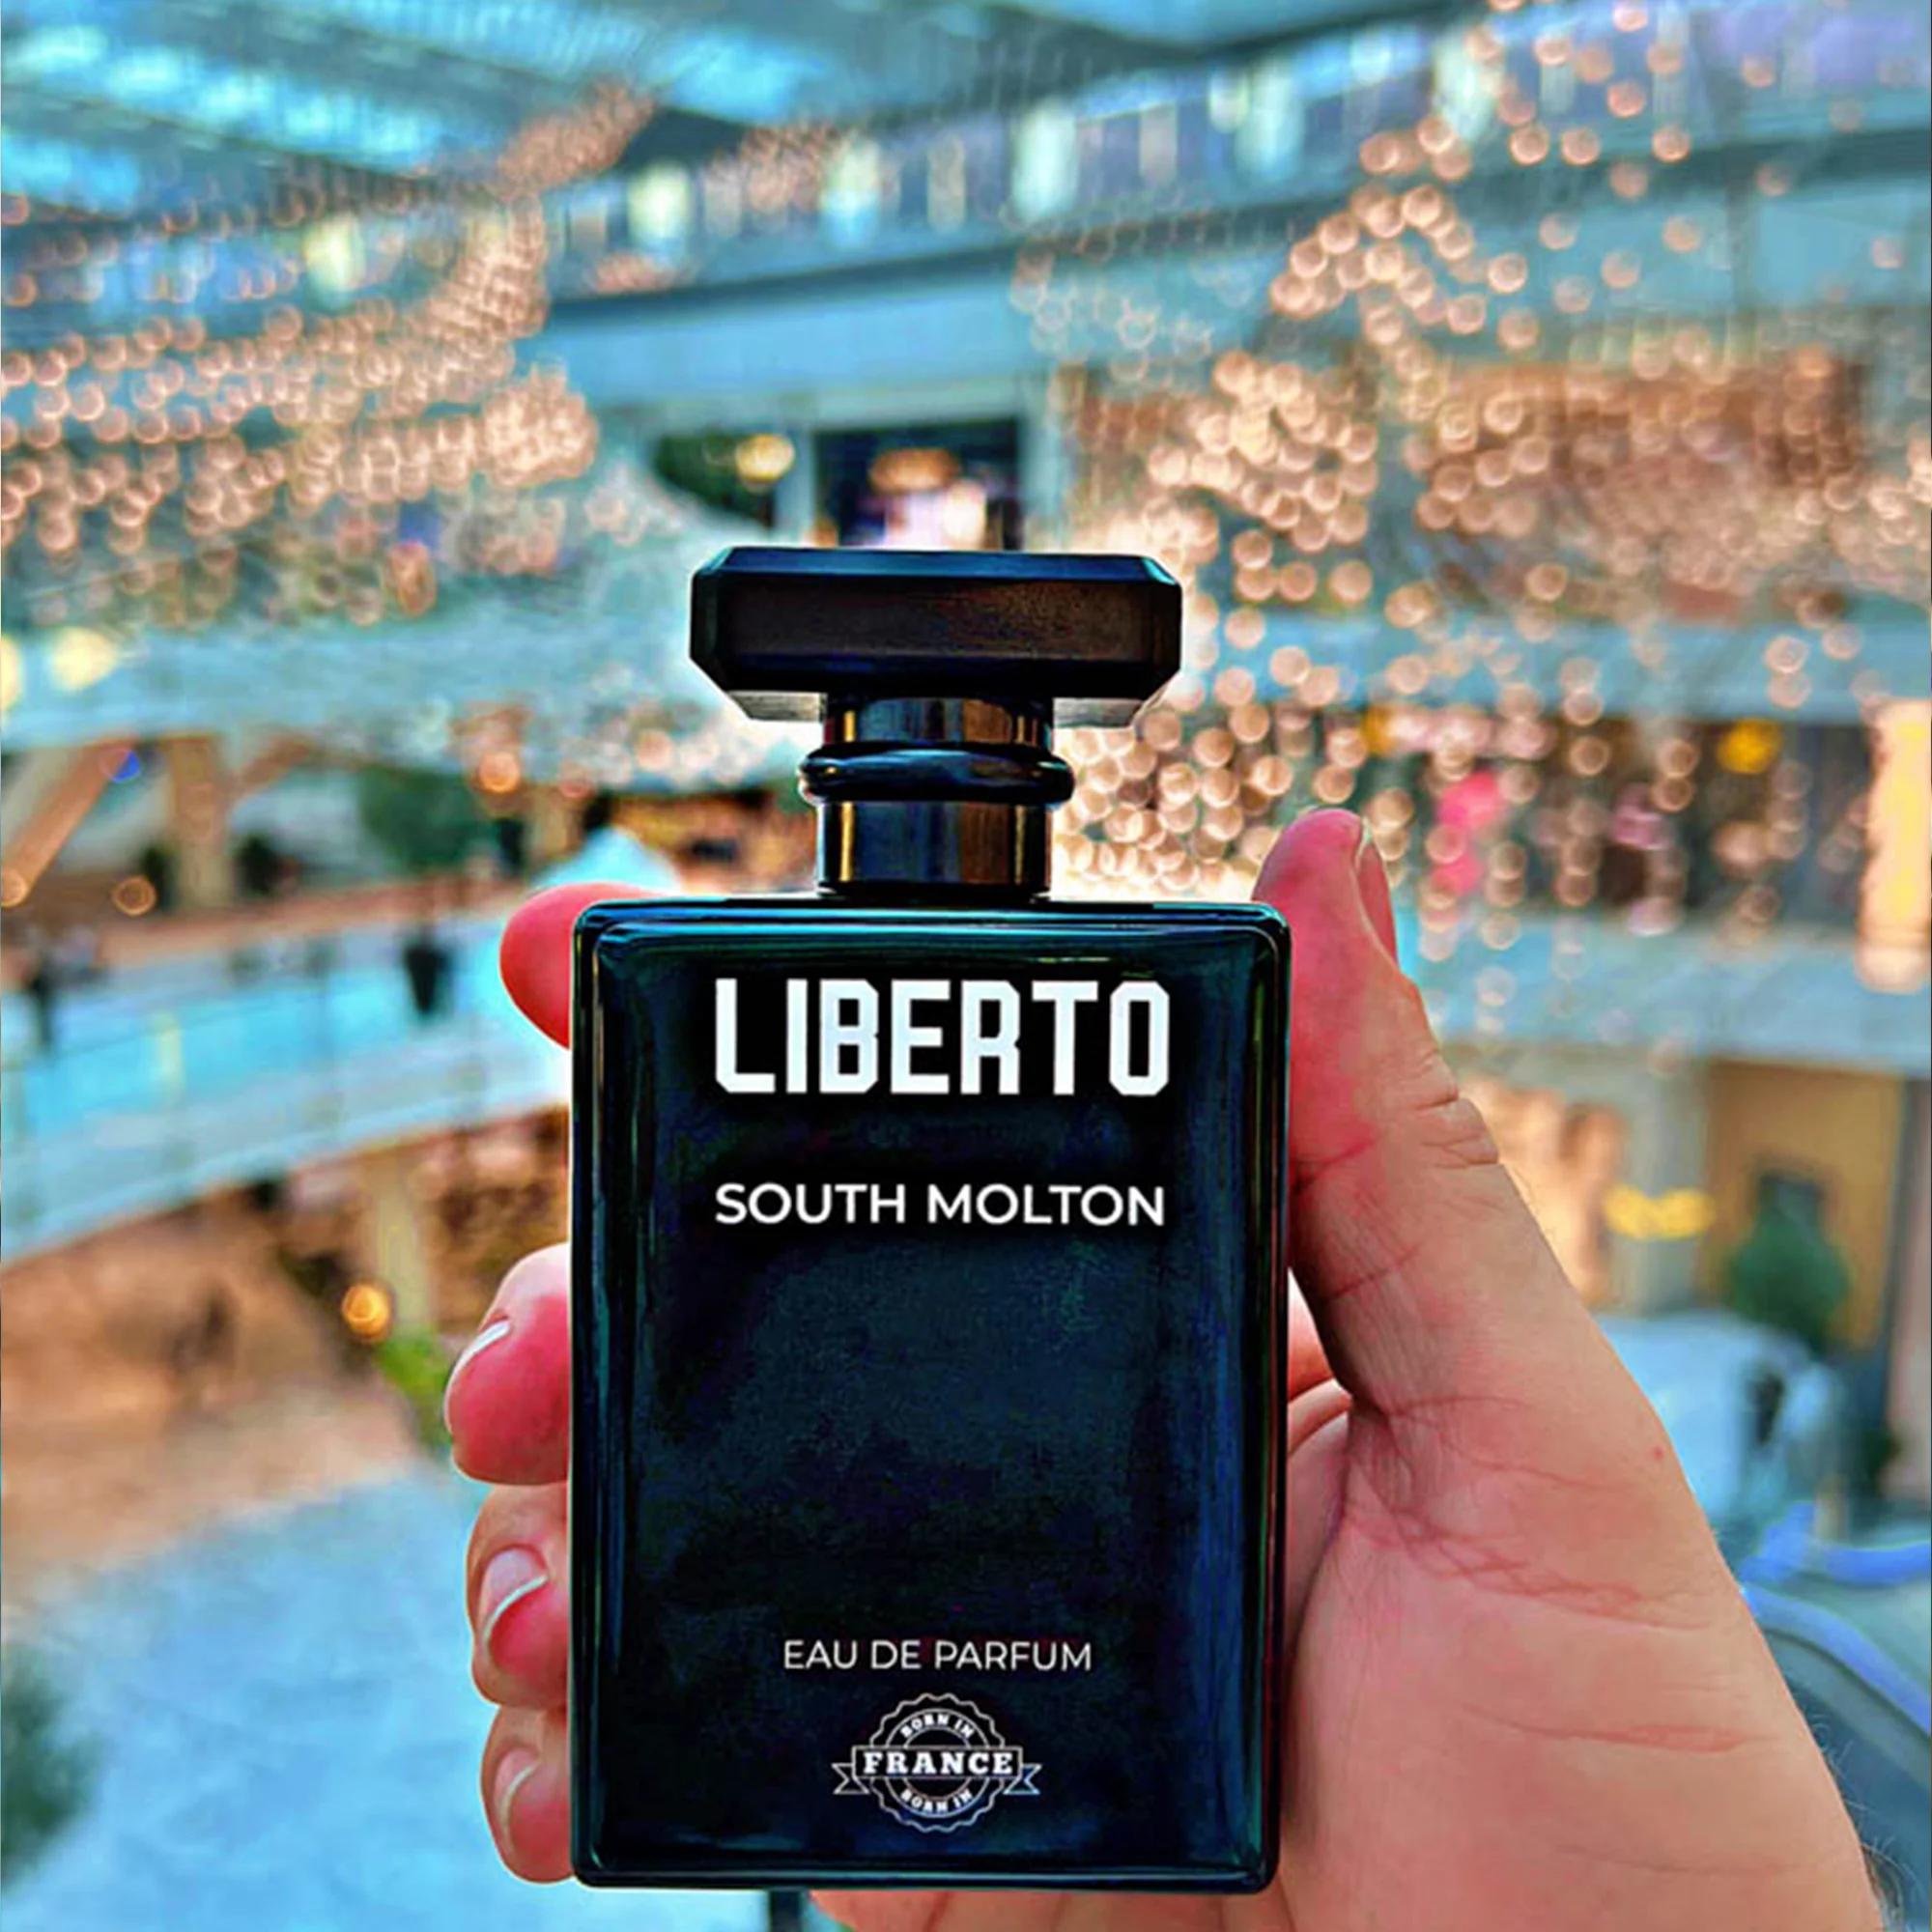 LIBERTO
SOUTH MOLTON
EAU DE PARFUM
BORN IN
FRANCE
BORN IN